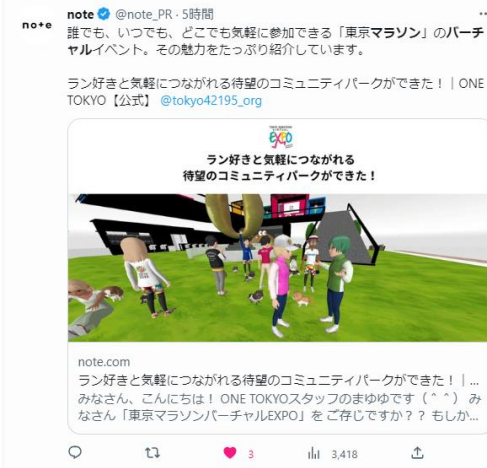 note @note_PR・5時間
note
誰でも、いつでも、どこでも気軽に参加できる「東京マラソン」のバーチ
ャルイベント。その魅力をたっぷり紹介しています。
ラン好きと気軽につながれる待望のコミュニティパークができた！｜ONE
TOKYO【公式】 @tokyo42195_org
EXPO
ラン好きと気軽につながれる
待望のコミュニティパークができた！
note.com
ラン好きと気軽につながれる待望のコミュニティパークができた！｜...
みなさん、こんにちは！ ONE TOKYOスタッフのまゆゆです（＾＾） み
なさん「東京マラソンバーチャルEXPO」を ご存じですか？？ もしか...
3
3,418